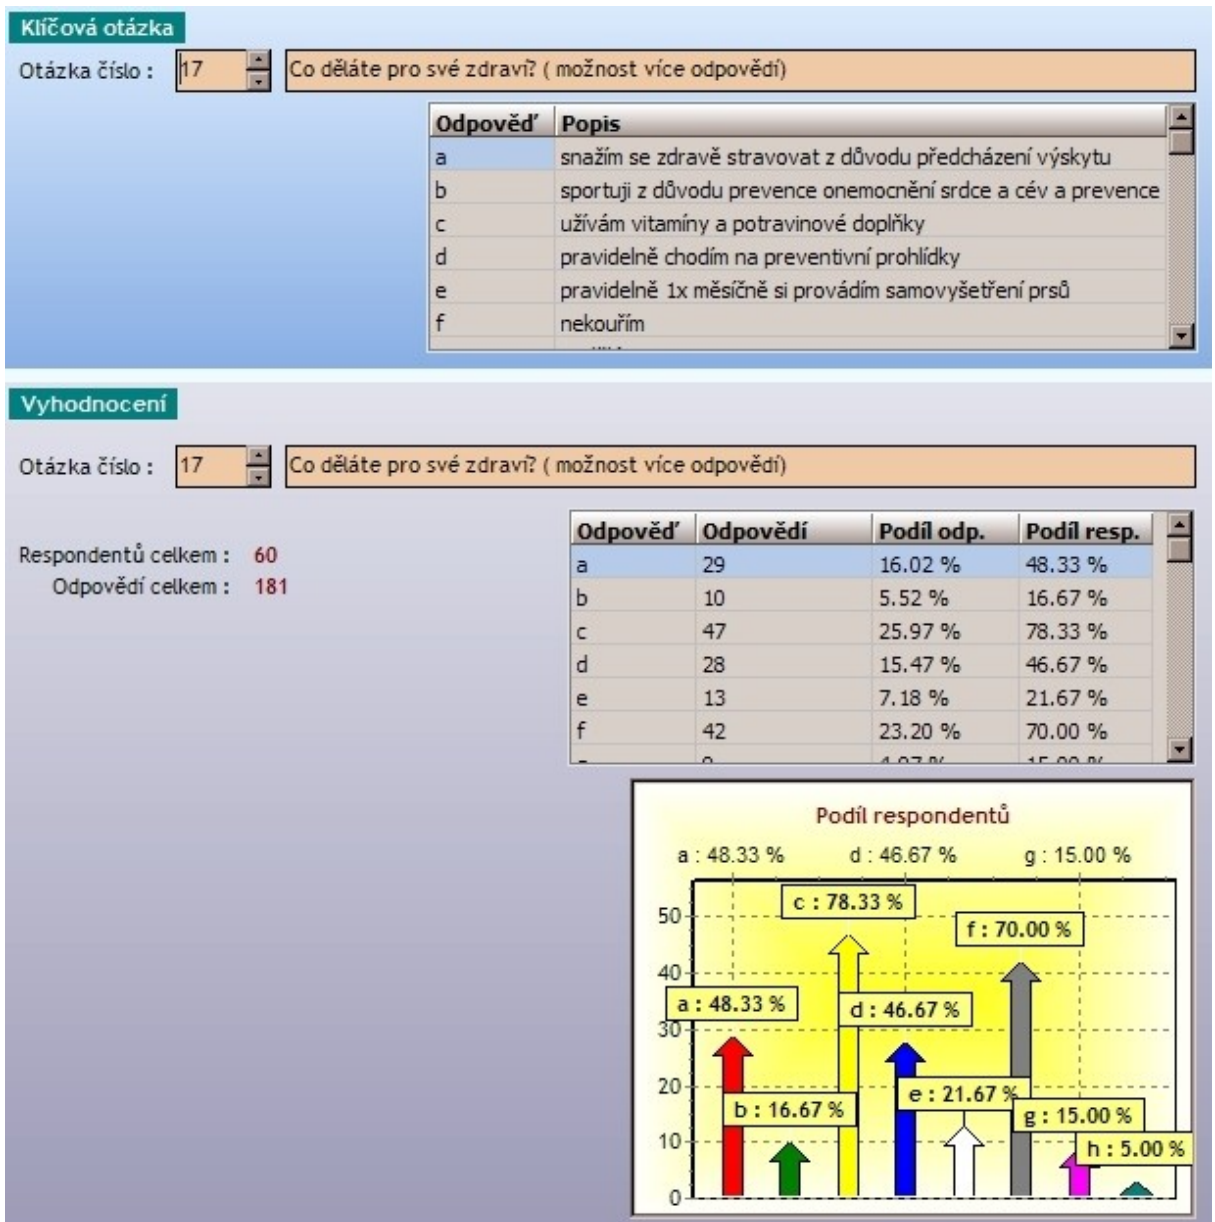 Klíčová otázka
Otázka číslo : 17 Co děláte pro své zdraví? ( možnost více odpovědí)
Odpověď Popis
a snažím se zdravě stravovat z důvodu předcházení výskytu
b sportuji z důvodu prevence onemocnění srdce a cév a prevence
c užívám vitamíny a potravinové doplňky
d pravidelně chodím na preventivní prohlídky
e pravidelně 1x měsíčně si provádím samovyšetření prsů
f nekouřím
Vyhodnocení
Otázka číslo : 17 Co děláte pro své zdraví? ( možnost více odpovědí)
Respondentů celkem : 60
Odpovědí celkem : 181
Odpověď Odpovědí Podíl odp. Podíl resp.
a 29 16.02 % 48.33 %
b 10 5.52 % 16.67 %
c 47 25.97 % 78.33 %
d 28 15.47 % 46.67 %
e 13 7.18 % 21.67 %
f 42 23.20 % 70.00 %
Podíl respondentů
a : 48.33 % d : 46.67 % g : 15.00 %
c : 78.33 %
50
f : 70.00 %
40
a : 48.33 %
d : 46.67 %
30
20
e : 21.67 %
b : 16.67 %
g : 15.00 %
10
h : 5.00 %
0